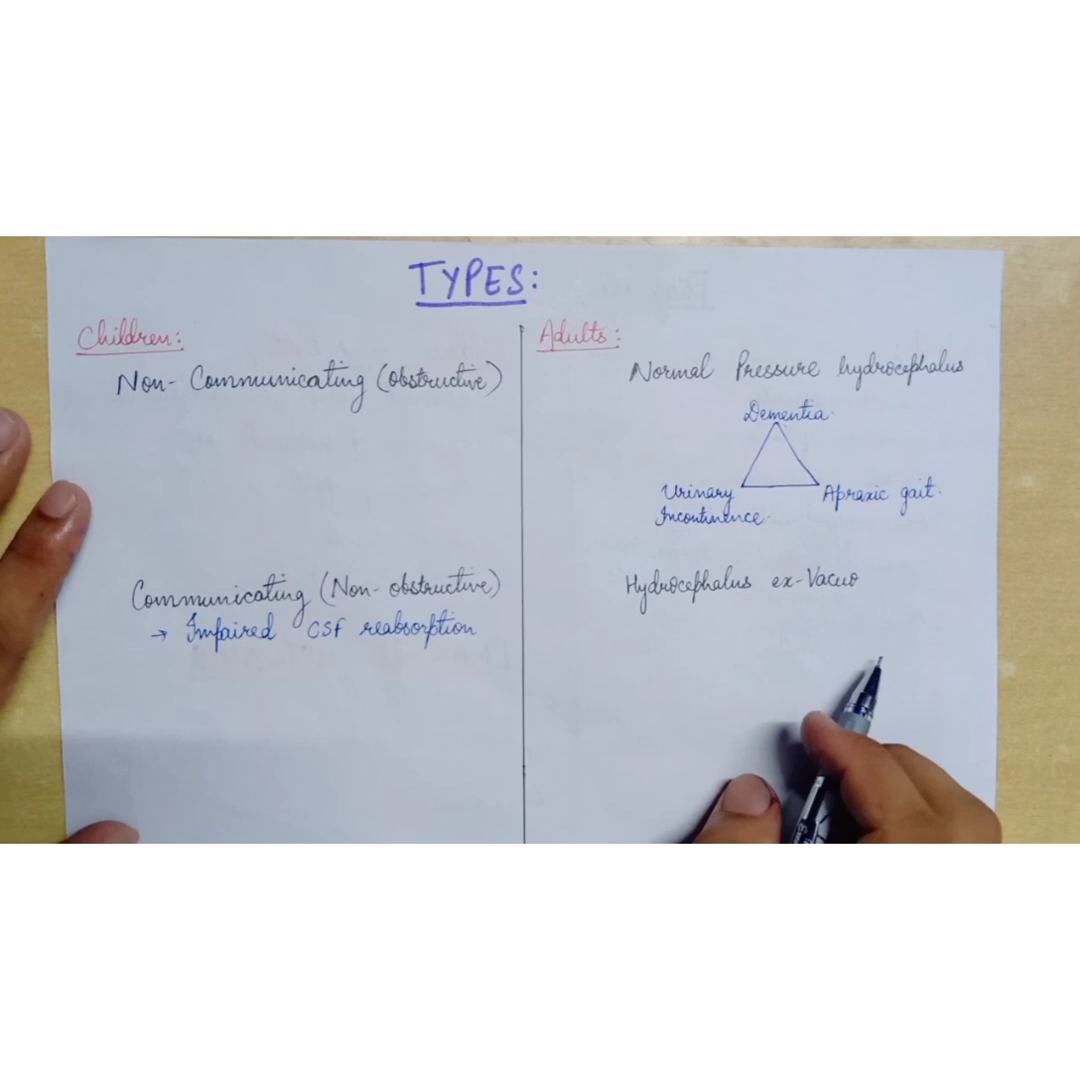 TYPES:
Children:
Non-Communicating (Obstructive)
Communicating (Non-obstructive)
→ Impaired CSF reabsorption
Adults:
Normal Pressure hydrocephalus
Dementia.
Urinary
Incontinence.
Apraxic gait.
Hydrocephalus ex-Vacuo